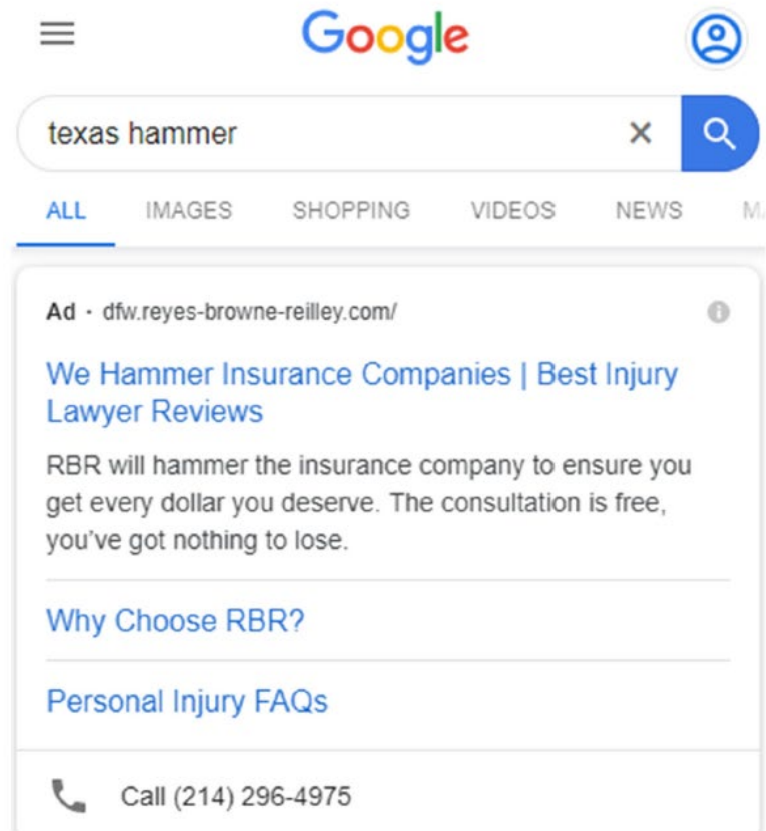 Google
texas hammer
ALL IMAGES SHOPPING VIDEOS NEWS
Ad · dfw.reyes-browne-reilley.com/
We Hammer Insurance Companies | Best Injury
Lawyer Reviews
RBR will hammer the insurance company to ensure you
get every dollar you deserve. The consultation is free,
you've got nothing to lose.
Why Choose RBR?
Personal Injury FAQs
Call (214) 296-4975